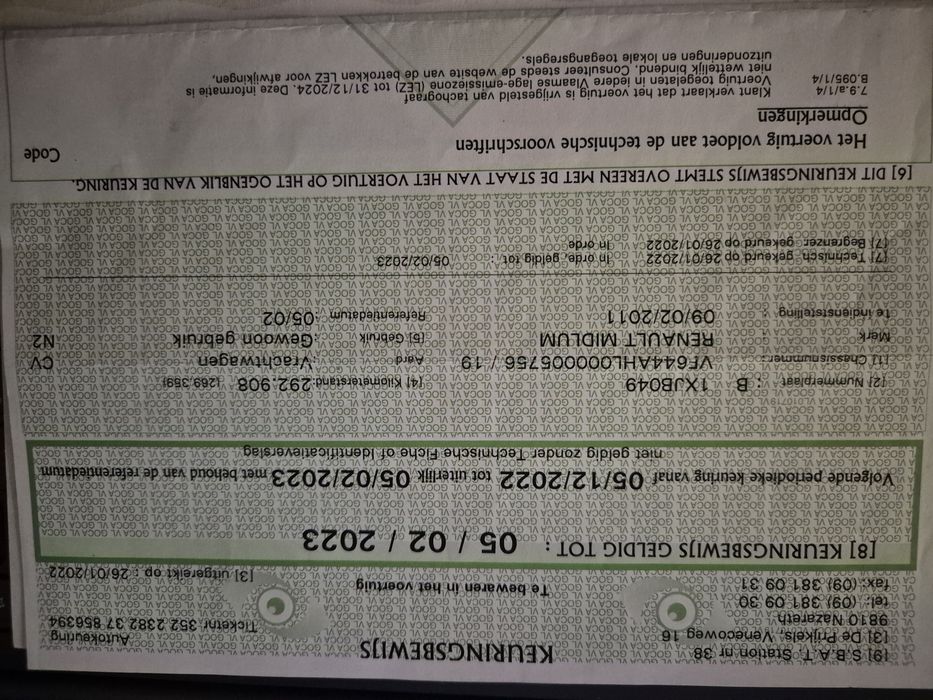 KEURINGSBEWIJS
[9] S.B.A.T. Station nr 38
[3] De Prijkels, Venecoweg 16
9810 Nazareth
tel: (09) 381 09 30
fax: (09) 381 09 31
Te bewaren in het voertuig
Autokeuring
Ticketnr 352 2382 37 856394
[3] uitgereikt op : 26/01/2022
[8] KEURINGSBEWIJS GELDIG TOT: 05 / 02 / 2023
Volgende periodieke keuring vanaf 05/12/2022 tot uiterlijk 05/02/2023 met behoud van de referentiedatum
niet geldig zonder Technische Fiche of Identificatieverslag
[2] Nummerplaat : B 1XJB049
[4] Kilometerstand: 292.908 (269.359)
[1] Chassisnummer: VF644AHL000006756 / 19
Aard : Vrachtwagen CV
Merk RENAULT MIDLUM
[5] Gebruik :Gewoon gebruik N2
1e indienststelling : 09/02/2011
Referentiedatum :05/02
[7] Technisch gekeurd op 26/01/2022 In orde, geldig tot : 05/02/2023
[7] Begrenzer gekeurd op 26/01/2022 In orde
[6] DIT KEURINGSBEWIJS STEMT OVEREEN MET DE STAAT VAN HET VOERTUIG OP HET OGENBLIK VAN DE KEURING.
Het voertuig voldoet aan de technische voorschriften Code
Opmerkingen
7.9.a/1/4 Klant verklaart dat het voertuig is vrijgesteld van tachograaf
B.095/1/4 Voertuig toegelaten in iedere Vlaamse lage-emissiezone (LEZ) tot 31/12/2024. Deze informatie is
niet wettelijk bindend. Consulteer steeds de website van de betrokken LEZ voor afwijkingen,
uitzonderingen en lokale toegangsregels.